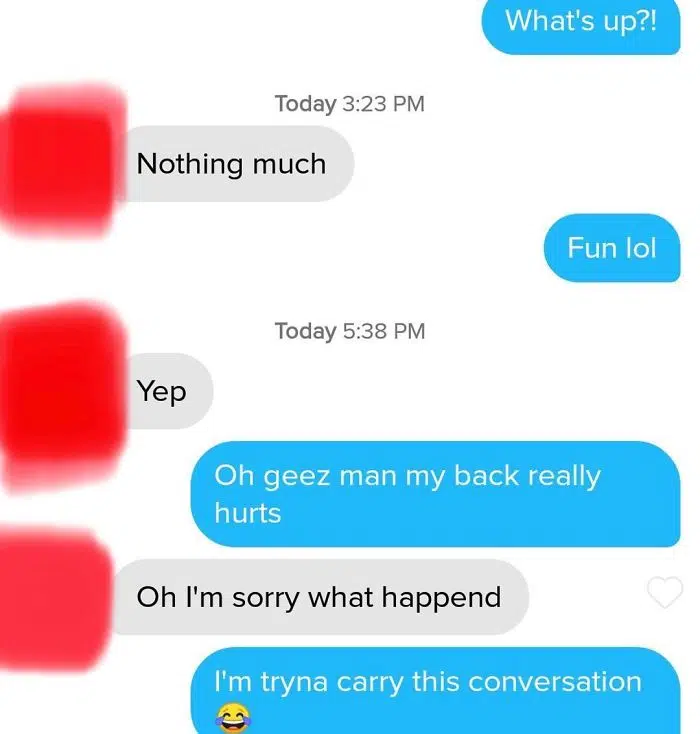 What's up?!
Today 3:23 PM
Nothing much
Fun lol
Today 5:38 PM
Yep
Oh geez man my back really
hurts
Oh I'm sorry what happend
I'm tryna carry this conversation
😂